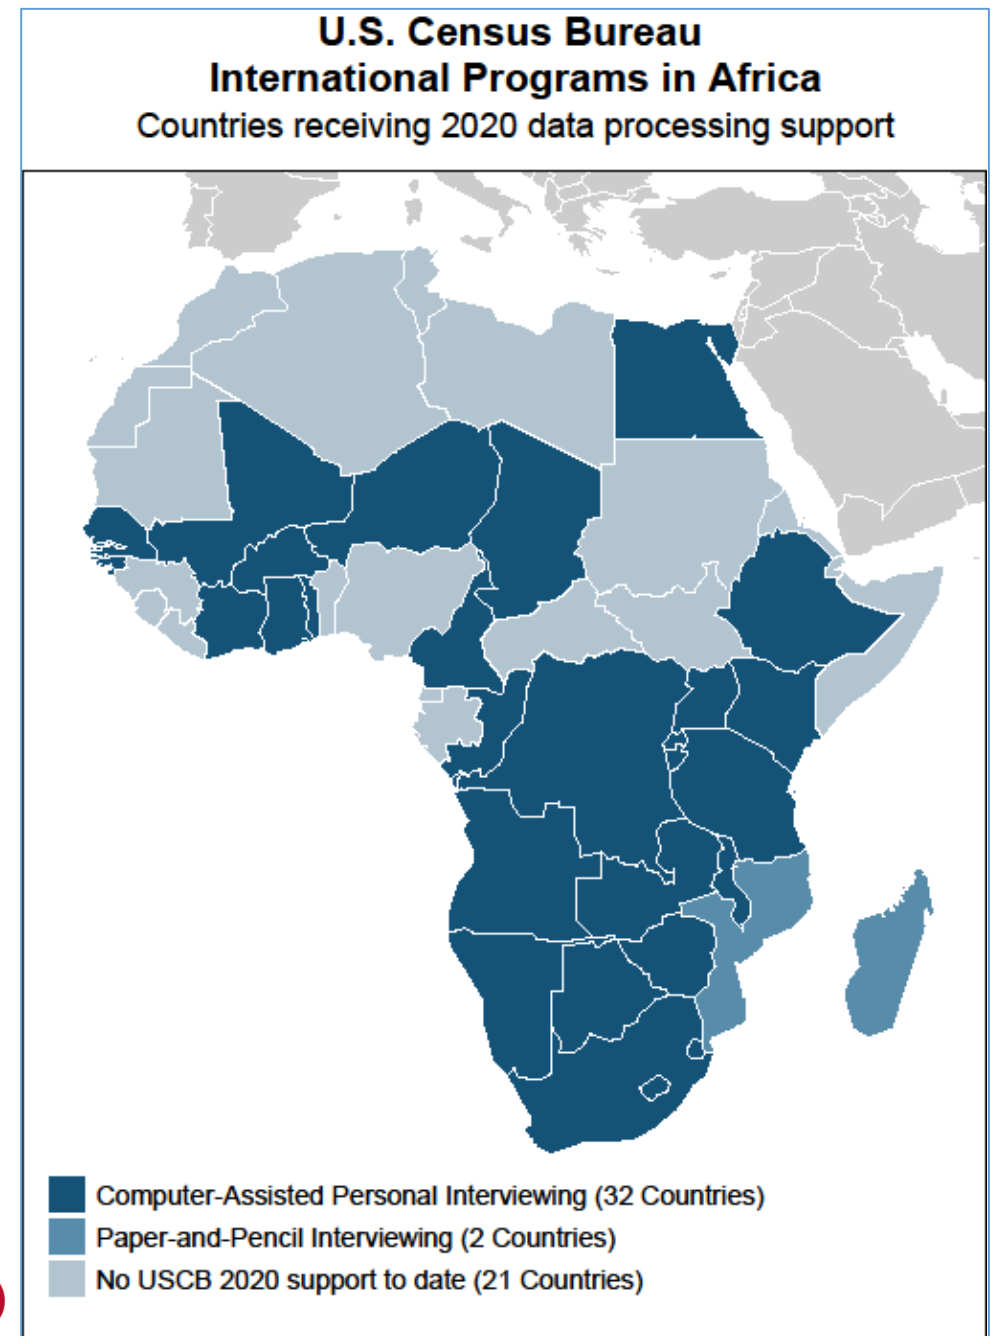 U.S. Census Bureau
International Programs in Africa
Countries receiving 2020 data processing support
Computer-Assisted Personal Interviewing (32 Countries)
Paper-and-Pencil Interviewing (2 Countries)
No USCB 2020 support to date (21 Countries)